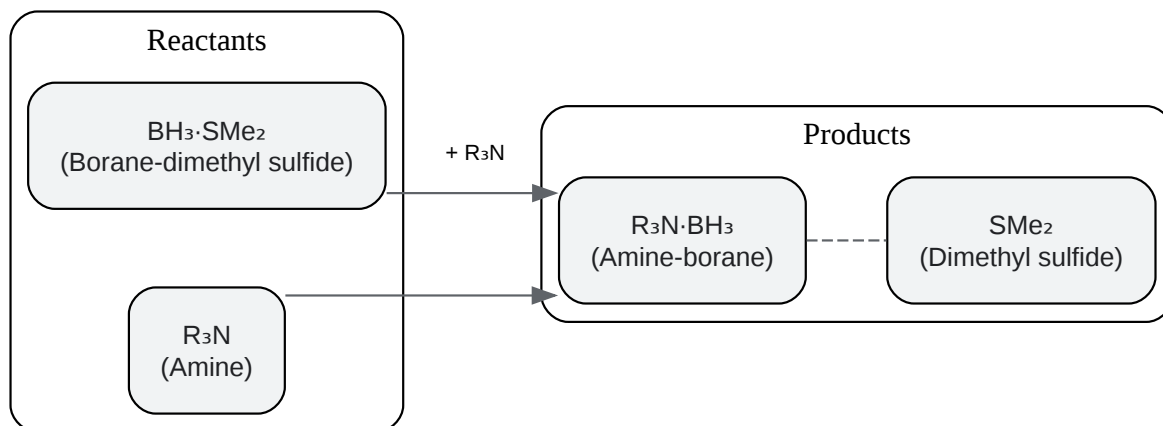 Reactants
BH₃·SMe₂
(Borane-dimethyl sulfide)
+ R₃N
R₃N
(Amine)
Products
R₃N·BH₃
(Amine-borane)
SMe₂
(Dimethyl sulfide)